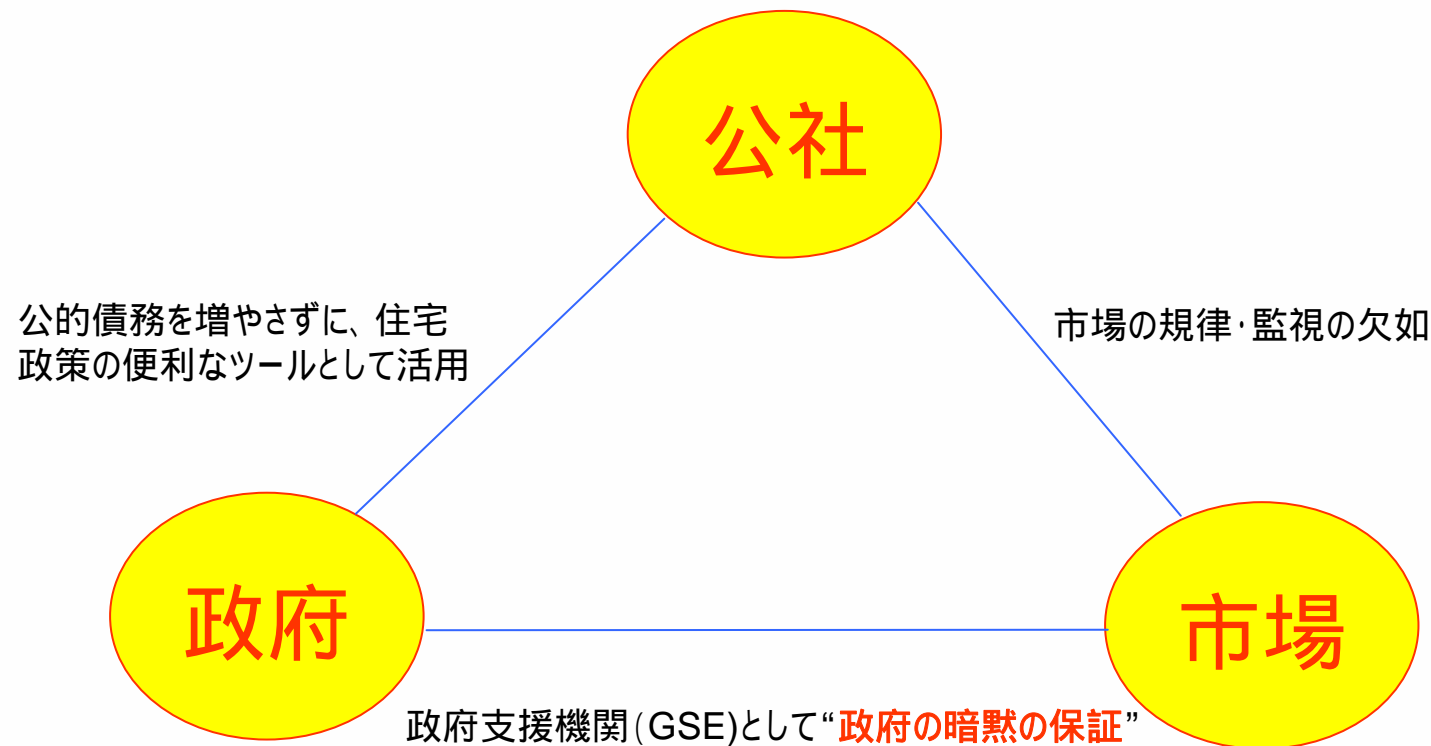 公社
公的債務を増やさずに、住宅
政策の便利なツールとして活用
市場の規律・監視の欠如
政府
市場
政府支援機関(GSE)として“政府の暗黙の保証”